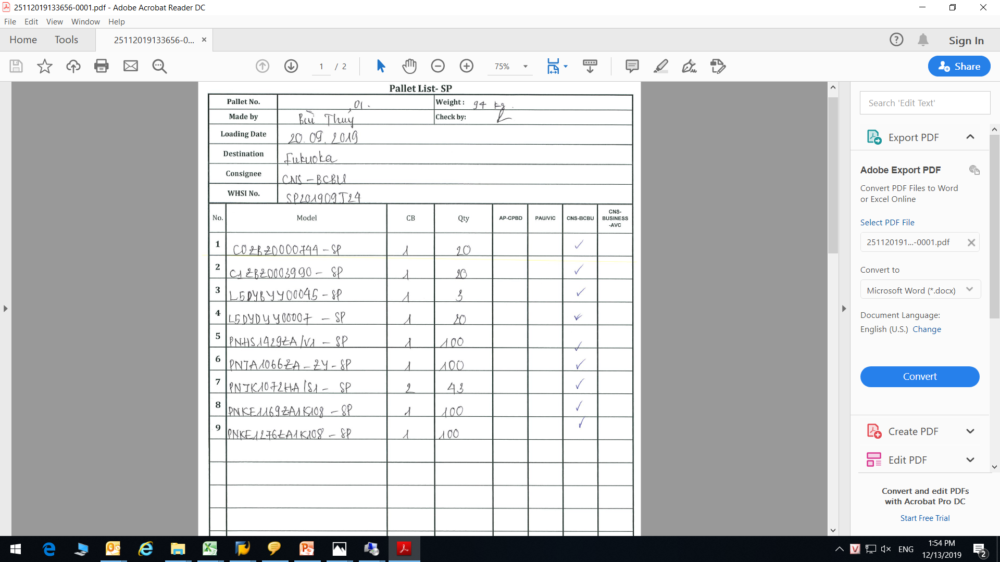 25112019133656-0001.pdf - Adobe Acrobat Reader DC
File Edit View Window Help
Home Tools 25112019133656-0... Sign In
1 / 2 75% Share
Pallet List- SP
Pallet No. 01. Weight : 94 kg
Made by Bùi Thúy Check by:
Loading Date 20.09.2019
Destination Fukuoka
Consignee CNS-BCBU
WHSI No. SP201909J24
No. Model CB Qty AP-CPBD PAU/VIC CNS-BCBU CNS-BUSINESS-AVC
1 C0ZBZ0000744-SP 1 20 ✓
2 C1ZBZ0003990-SP 1 20 ✓
3 L5DYBYY00045-SP 1 3 ✓
4 L5DYDYY00007-SP 1 20 ✓
5 PNHS1429ZA/V1-SP 1 100 ✓
6 PNJA1066ZA-ZY-SP 1 100 ✓
7 PNJK1072HA/S1-SP 2 43 ✓
8 PNKE1169ZA1K108-SP 1 100 ✓
9 PNKE1276ZA1K108-SP 1 100 ✓
Search 'Edit Text'
Export PDF
Adobe Export PDF
Convert PDF Files to Word
or Excel Online
Select PDF File
251120191...-0001.pdf
Convert to
Microsoft Word (*.docx)
Document Language:
English (U.S.) Change
Convert
Create PDF
Edit PDF
Convert and edit PDFs
with Acrobat Pro DC
Start Free Trial
ENG
1:54 PM
12/13/2019
2